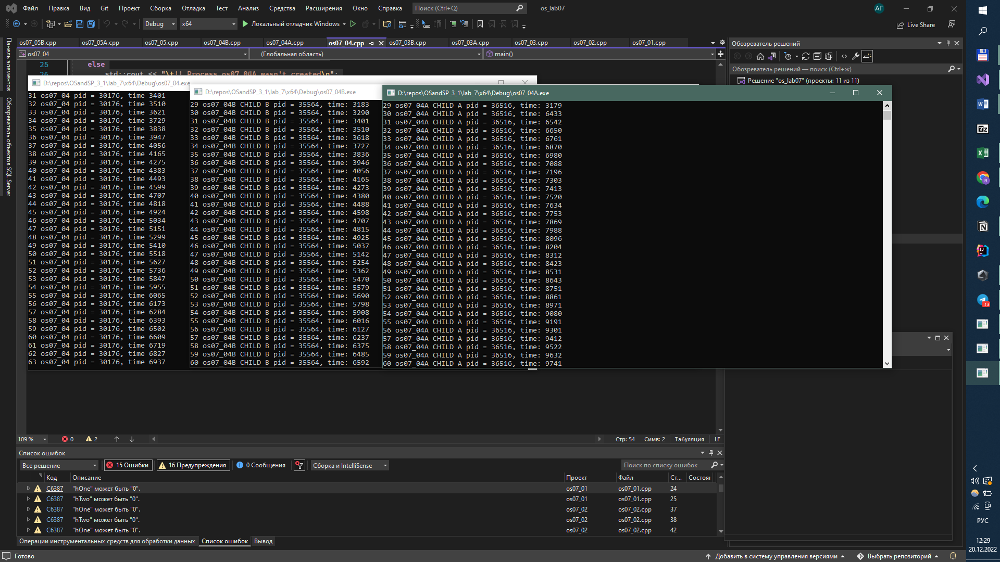 Файл Правка Вид Git Проект Сборка Отладка Тест Анализ Средства Расширения Окно Справка Поиск (Ctrl+Q) os_lab07 АГ
Debug x64 Локальный отладчик Windows Live Share
Панель элементов
Обозреватель объектов SQL Server
os07_05B.cpp os07_05A.cpp os07_05.cpp os07_04B.cpp os07_04A.cpp os07_04.cpp os07_03B.cpp os07_03A.cpp os07_03.cpp os07_02.cpp os07_01.cpp
os07_04 (Глобальная область) main()
25 else
26 std::cout << "\t!! Process os07_04A wasn't created\n";
D:\repos\OSandSP_3_1\lab_7\x64\Debug\os07_04.exe
31 os07_04 pid = 30176, time 3401
32 os07_04 pid = 30176, time 3510
33 os07_04 pid = 30176, time 3621
34 os07_04 pid = 30176, time 3729
35 os07_04 pid = 30176, time 3838
36 os07_04 pid = 30176, time 3947
37 os07_04 pid = 30176, time 4056
38 os07_04 pid = 30176, time 4165
39 os07_04 pid = 30176, time 4275
40 os07_04 pid = 30176, time 4383
41 os07_04 pid = 30176, time 4493
42 os07_04 pid = 30176, time 4599
43 os07_04 pid = 30176, time 4707
44 os07_04 pid = 30176, time 4818
45 os07_04 pid = 30176, time 4924
46 os07_04 pid = 30176, time 5034
47 os07_04 pid = 30176, time 5151
48 os07_04 pid = 30176, time 5299
49 os07_04 pid = 30176, time 5410
50 os07_04 pid = 30176, time 5518
51 os07_04 pid = 30176, time 5627
52 os07_04 pid = 30176, time 5736
53 os07_04 pid = 30176, time 5847
54 os07_04 pid = 30176, time 5955
55 os07_04 pid = 30176, time 6065
56 os07_04 pid = 30176, time 6173
57 os07_04 pid = 30176, time 6284
58 os07_04 pid = 30176, time 6393
59 os07_04 pid = 30176, time 6502
60 os07_04 pid = 30176, time 6609
61 os07_04 pid = 30176, time 6719
62 os07_04 pid = 30176, time 6827
63 os07_04 pid = 30176, time 6937
D:\repos\OSandSP_3_1\lab_7\x64\Debug\os07_04B.exe
29 os07_04B CHILD B pid = 35564, time: 3183
30 os07_04B CHILD B pid = 35564, time: 3290
31 os07_04B CHILD B pid = 35564, time: 3401
32 os07_04B CHILD B pid = 35564, time: 3510
33 os07_04B CHILD B pid = 35564, time: 3618
34 os07_04B CHILD B pid = 35564, time: 3727
35 os07_04B CHILD B pid = 35564, time: 3836
36 os07_04B CHILD B pid = 35564, time: 3946
37 os07_04B CHILD B pid = 35564, time: 4056
38 os07_04B CHILD B pid = 35564, time: 4165
39 os07_04B CHILD B pid = 35564, time: 4273
40 os07_04B CHILD B pid = 35564, time: 4380
41 os07_04B CHILD B pid = 35564, time: 4488
42 os07_04B CHILD B pid = 35564, time: 4598
43 os07_04B CHILD B pid = 35564, time: 4707
44 os07_04B CHILD B pid = 35564, time: 4815
45 os07_04B CHILD B pid = 35564, time: 4925
46 os07_04B CHILD B pid = 35564, time: 5037
47 os07_04B CHILD B pid = 35564, time: 5142
48 os07_04B CHILD B pid = 35564, time: 5254
49 os07_04B CHILD B pid = 35564, time: 5362
50 os07_04B CHILD B pid = 35564, time: 5470
51 os07_04B CHILD B pid = 35564, time: 5579
52 os07_04B CHILD B pid = 35564, time: 5690
53 os07_04B CHILD B pid = 35564, time: 5798
54 os07_04B CHILD B pid = 35564, time: 5908
55 os07_04B CHILD B pid = 35564, time: 6016
56 os07_04B CHILD B pid = 35564, time: 6127
57 os07_04B CHILD B pid = 35564, time: 6237
58 os07_04B CHILD B pid = 35564, time: 6375
59 os07_04B CHILD B pid = 35564, time: 6485
60 os07_04B CHILD B pid = 35564, time: 6592
D:\repos\OSandSP_3_1\lab_7\x64\Debug\os07_04A.exe
29 os07_04A CHILD A pid = 36516, time: 3179
30 os07_04A CHILD A pid = 36516, time: 6433
31 os07_04A CHILD A pid = 36516, time: 6542
32 os07_04A CHILD A pid = 36516, time: 6650
33 os07_04A CHILD A pid = 36516, time: 6761
34 os07_04A CHILD A pid = 36516, time: 6870
35 os07_04A CHILD A pid = 36516, time: 6980
36 os07_04A CHILD A pid = 36516, time: 7088
37 os07_04A CHILD A pid = 36516, time: 7196
38 os07_04A CHILD A pid = 36516, time: 7303
39 os07_04A CHILD A pid = 36516, time: 7413
40 os07_04A CHILD A pid = 36516, time: 7520
41 os07_04A CHILD A pid = 36516, time: 7634
42 os07_04A CHILD A pid = 36516, time: 7753
43 os07_04A CHILD A pid = 36516, time: 7869
44 os07_04A CHILD A pid = 36516, time: 7988
45 os07_04A CHILD A pid = 36516, time: 8096
46 os07_04A CHILD A pid = 36516, time: 8204
47 os07_04A CHILD A pid = 36516, time: 8312
48 os07_04A CHILD A pid = 36516, time: 8423
49 os07_04A CHILD A pid = 36516, time: 8531
50 os07_04A CHILD A pid = 36516, time: 8643
51 os07_04A CHILD A pid = 36516, time: 8751
52 os07_04A CHILD A pid = 36516, time: 8861
53 os07_04A CHILD A pid = 36516, time: 8971
54 os07_04A CHILD A pid = 36516, time: 9080
55 os07_04A CHILD A pid = 36516, time: 9191
56 os07_04A CHILD A pid = 36516, time: 9301
57 os07_04A CHILD A pid = 36516, time: 9412
58 os07_04A CHILD A pid = 36516, time: 9522
59 os07_04A CHILD A pid = 36516, time: 9632
60 os07_04A CHILD A pid = 36516, time: 9741
Обозреватель решений
Обозреватель решений — поиск (Ctrl+ж)
Решение "os_lab07" (проекты: 11 из 11)
109 % 0 2 Стр: 54 Симв: 2 Табуляция LF
Список ошибок
Все решение 15 Ошибки 16 Предупреждения 0 Сообщения Сборка и IntelliSense Поиск по списку ошибок
Код Описание Проект Файл Ст... Состоян
C6387 "hOne" может быть "0". os07_01 os07_01.cpp 24
C6387 "hTwo" может быть "0". os07_01 os07_01.cpp 25
C6387 "hOne" может быть "0". os07_02 os07_02.cpp 37
C6387 "hTwo" может быть "0". os07_02 os07_02.cpp 38
C6387 "hOne" может быть "0". os07_02 os07_02.cpp 42
Операции инструментальных средств для обработки данных Список ошибок Вывод
Готово Добавить в систему управления версиями Выбрать репозиторий
13
РУС
12:29
20.12.2022